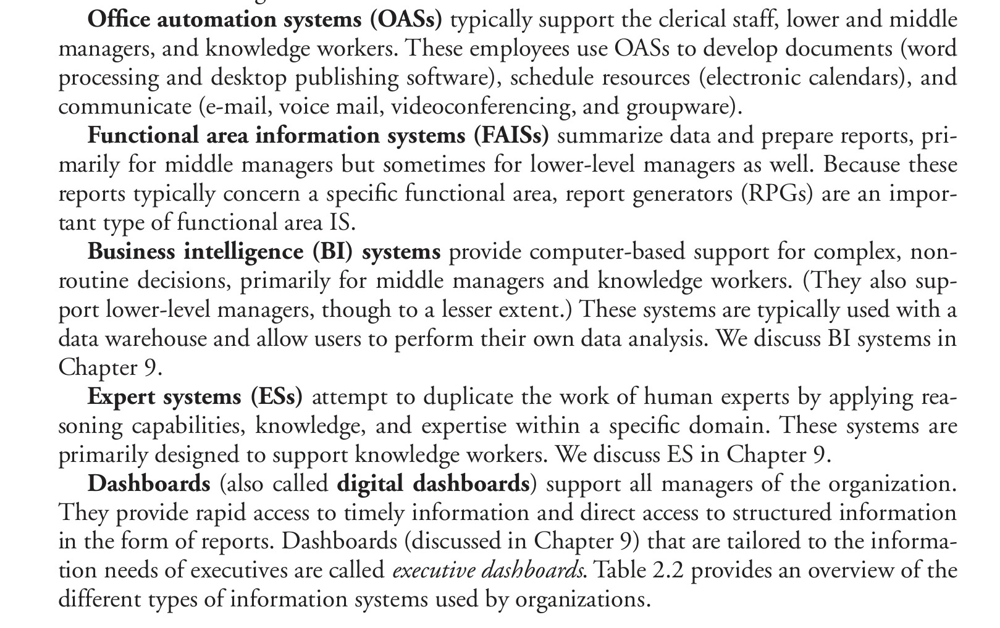 Office automation systems (OASs) typically support the clerical staff, lower and middle
managers, and knowledge workers. These employees use OASs to develop documents (word
processing and desktop publishing software), schedule resources (electronic calendars), and
communicate (e-mail, voice mail, videoconferencing, and groupware).
Functional area information systems (FAISs) summarize data and prepare reports, pri-
marily for middle managers but sometimes for lower-level managers as well. Because these
reports typically concern a specific functional area, report generators (RPGs) are an impor-
tant type of functional area IS.
Business intelligence (BI) systems provide computer-based support for complex, non-
routine decisions, primarily for middle managers and knowledge workers. (They also sup-
port lower-level managers, though to a lesser extent.) These systems are typically used with a
data warehouse and allow users to perform their own data analysis. We discuss BI systems in
Chapter 9.
Expert systems (ESs) attempt to duplicate the work of human experts by applying rea-
soning capabilities, knowledge, and expertise within a specific domain. These systems are
primarily designed to support knowledge workers. We discuss ES in Chapter 9.
Dashboards (also called digital dashboards) support all managers of the organization.
They provide rapid access to timely information and direct access to structured information
in the form of reports. Dashboards (discussed in Chapter 9) that are tailored to the informa-
tion needs of executives are called executive dashboards. Table 2.2 provides an overview of the
different types of information systems used by organizations.